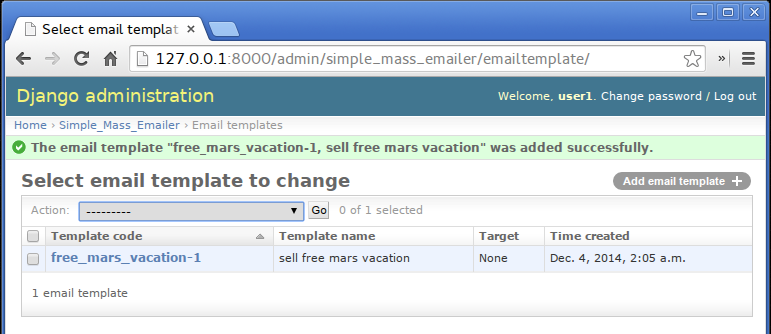 Select email templat
127.0.0.1:8000/admin/simple_mass_emailer/emailtemplate/
Django administration
Welcome, user1. Change password / Log out
Home › Simple_Mass_Emailer › Email templates
The email template "free_mars_vacation-1, sell free mars vacation" was added successfully.
Select email template to change
Add email template +
Action: --------- Go 0 of 1 selected
Template code Template name Target Time created
free_mars_vacation-1 sell free mars vacation None Dec. 4, 2014, 2:05 a.m.
1 email template